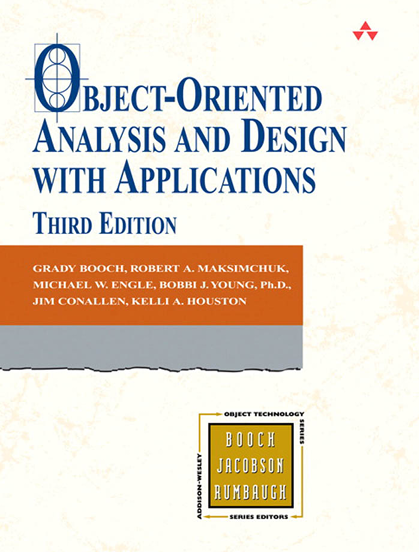 OBJECT-ORIENTED
ANALYSIS AND DESIGN
WITH APPLICATIONS
THIRD EDITION
GRADY BOOCH, ROBERT A. MAKSIMCHUK,
MICHAEL W. ENGLE, BOBBI J. YOUNG, Ph.D.,
JIM CONALLEN, KELLI A. HOUSTON
OBJECT TECHNOLOGY
ADDISON-WESLEY
BOOCH
JACOBSON
RUMBAUGH
SERIES
SERIES EDITORS